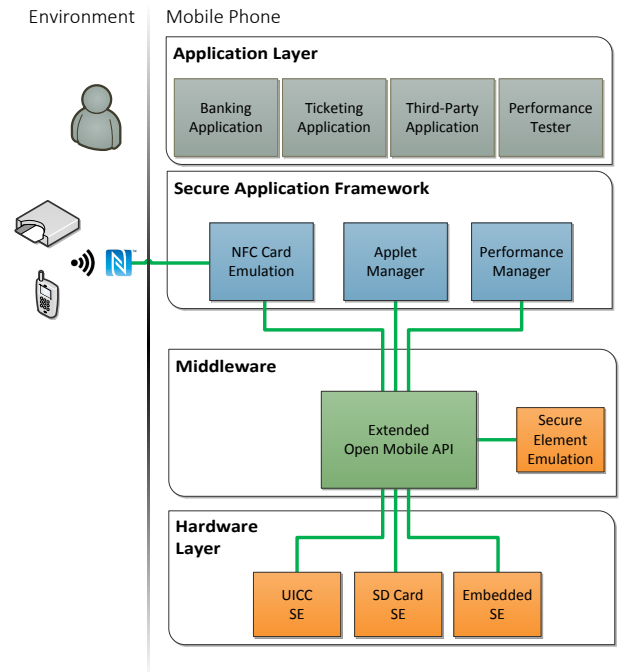 Environment
Mobile Phone
Application Layer
Banking
Application
Ticketing
Application
Third-Party
Application
Performance
Tester
Secure Application Framework
NFC Card
Emulation
Applet
Manager
Performance
Manager
Middleware
Extended
Open Mobile API
Secure
Element
Emulation
Hardware
Layer
UICC
SE
SD Card
SE
Embedded
SE